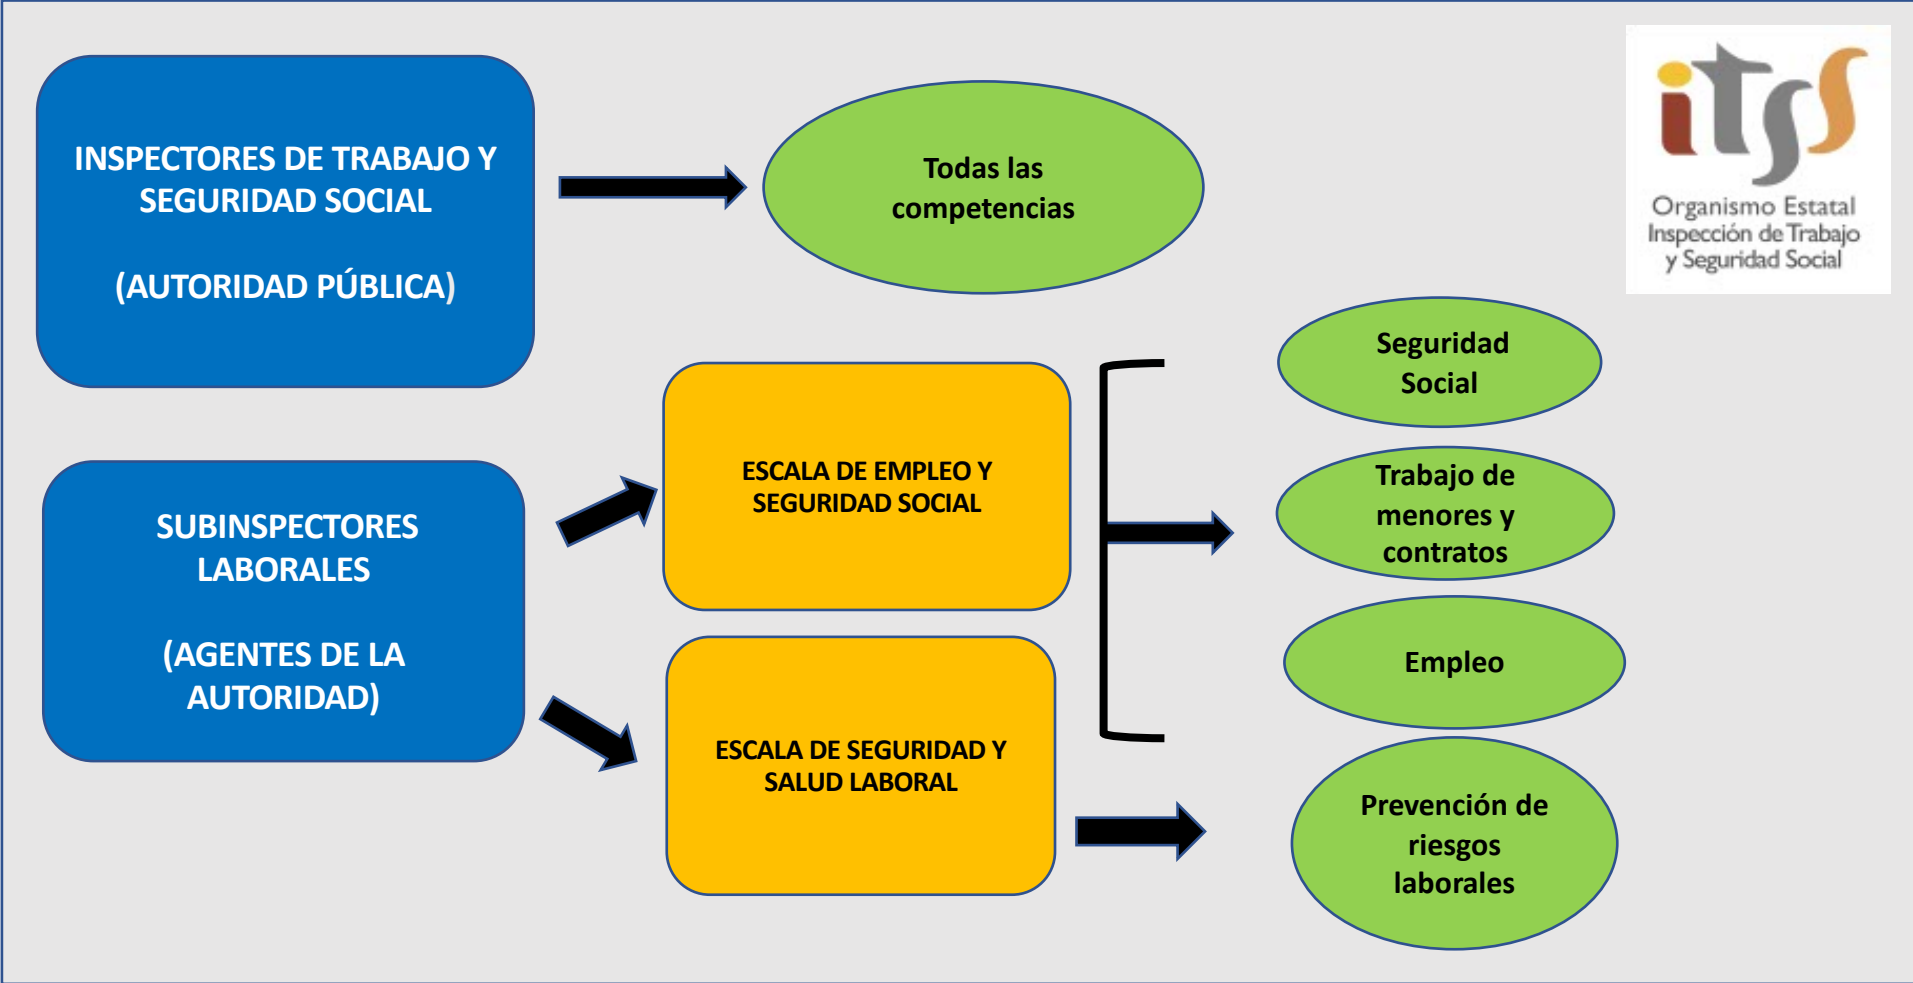 INSPECTORES DE TRABAJO Y
SEGURIDAD SOCIAL
(AUTORIDAD PÚBLICA)
Todas las
competencias
itss
Organismo Estatal
Inspección de Trabajo
y Seguridad Social
SUBINSPECTORES
LABORALES
(AGENTES DE LA
AUTORIDAD)
ESCALA DE EMPLEO Y
SEGURIDAD SOCIAL
ESCALA DE SEGURIDAD Y
SALUD LABORAL
Seguridad
Social
Trabajo de
menores y
contratos
Empleo
Prevención de
riesgos
laborales